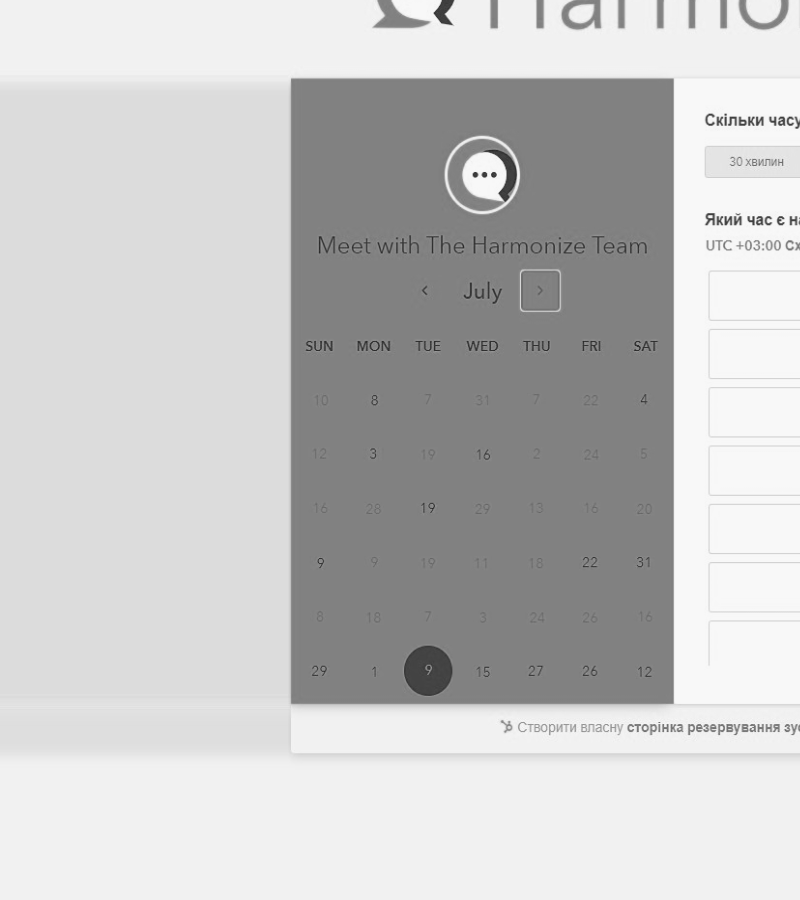 Harmo
Meet with The Harmonize Team
July
SUN MON TUE WED THU FRI SAT
10 8 7 31 7 22 4
12 3 19 16 2 24 5
16 28 19 29 13 16 20
9 9 19 11 18 22 31
8 18 7 3 24 26 16
29 1 9 15 27 26 12
Скільки часу
30 хвилин
Який час є на
UTC +03:00 Сх
Створити власну сторінка резервування зус